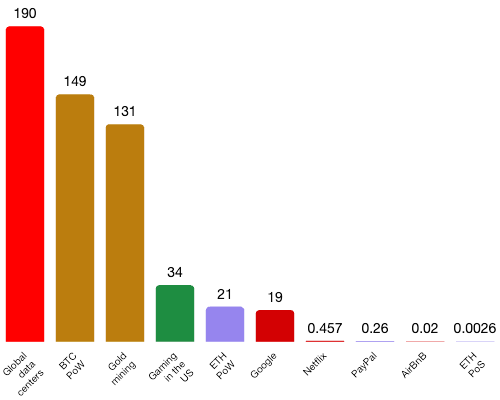 190
149
131
34
21
19
0.457
0.26
0.02
0.0026
Global
data
centers
BTC
PoW
Gold
mining
Gaming
in the
US
ETH
PoW
Google
Netflix
PayPal
AirBnB
ETH
PoS